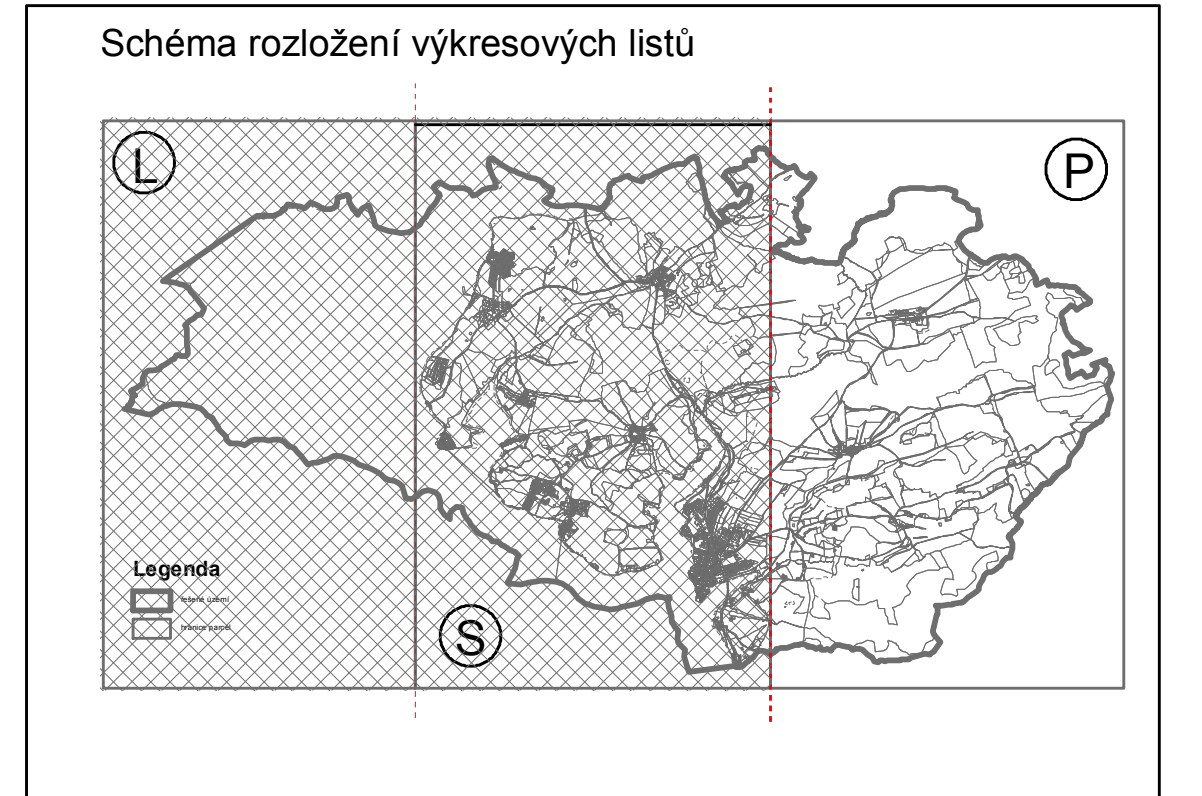 Schéma rozložení výkresových listů
L
P
Legenda
řešené území
hranice parcel
S